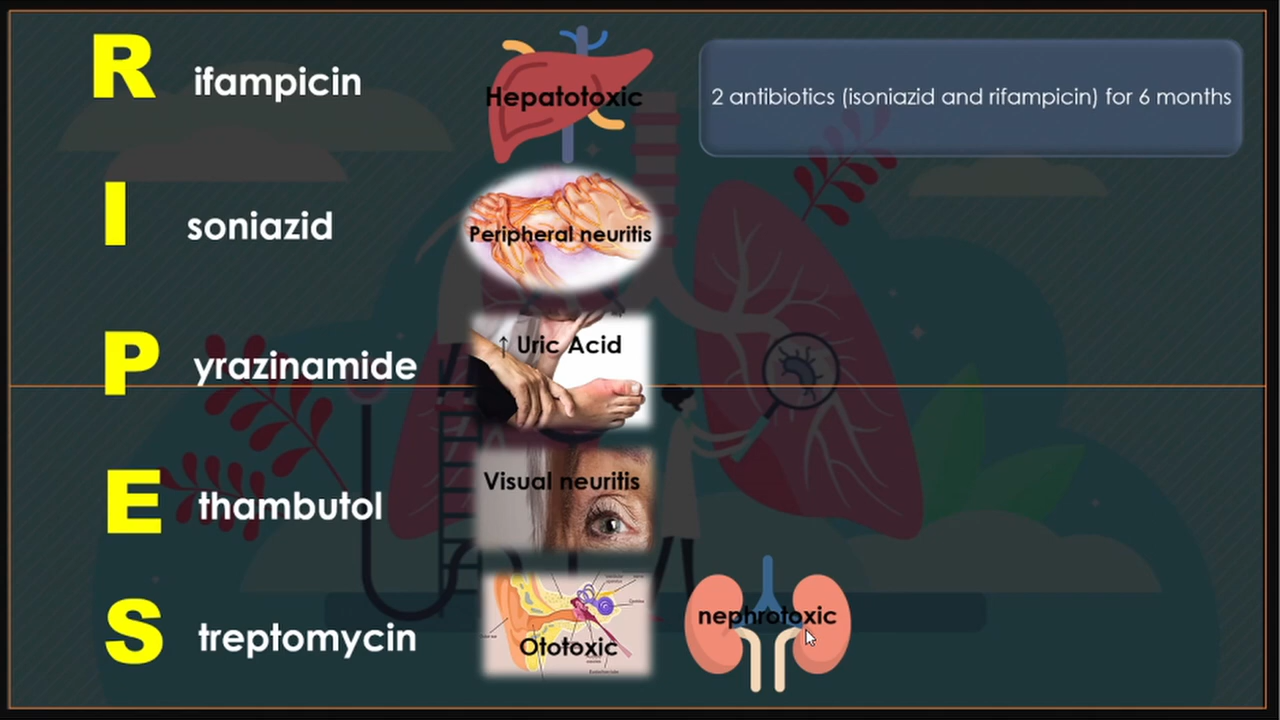 R ifampicin
Hepatotoxic
2 antibiotics (isoniazid and rifampicin) for 6 months
I soniazid
Peripheral neuritis
P yrazinamide
↑ Uric Acid
E thambutol
Visual neuritis
S treptomycin
Ototoxic
nephrotoxic